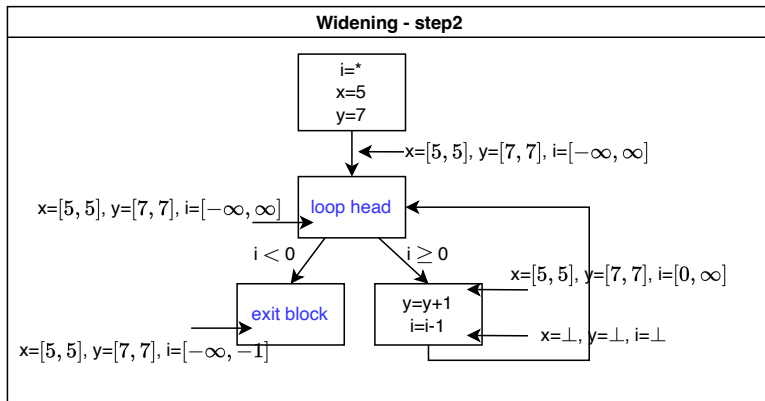 Widening - step2
i=*
x=5
y=7
x=[5, 5], y=[7, 7], i=[−∞, ∞]
x=[5, 5], y=[7, 7], i=[−∞, ∞]
loop head
i < 0
i ≥ 0
x=[5, 5], y=[7, 7], i=[0, ∞]
exit block
y=y+1
i=i-1
x=⊥, y=⊥, i=⊥
x=[5, 5], y=[7, 7], i=[−∞, −1]